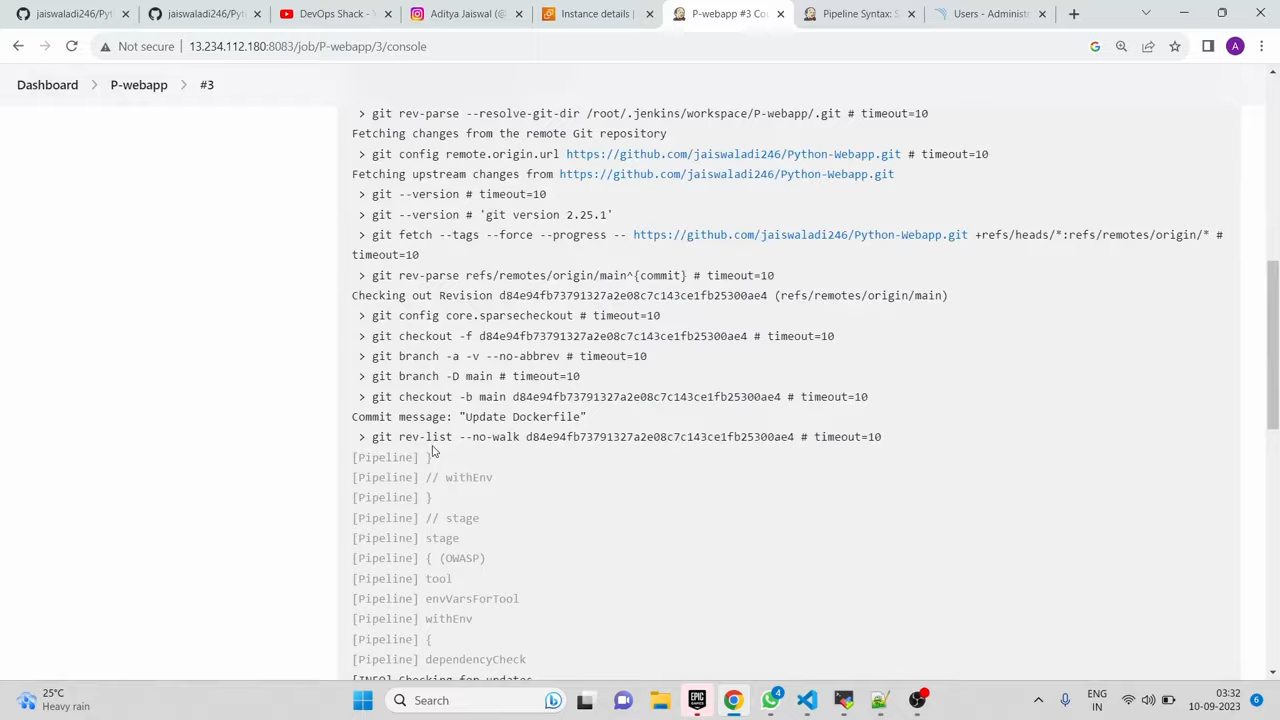 jaiswaladi246/Pyt
jaiswaladi246/Pyt
DevOps Shack -
Aditya Jaiswal (@
Instance details |
P-webapp #3 Co
Pipeline Syntax: S
Users - Administr
Not secure
13.234.112.180:8083/job/P-webapp/3/console
A
Dashboard
P-webapp
#3
> git rev-parse --resolve-git-dir /root/.jenkins/workspace/P-webapp/.git # timeout=10
Fetching changes from the remote Git repository
> git config remote.origin.url https://github.com/jaiswaladi246/Python-Webapp.git # timeout=10
Fetching upstream changes from https://github.com/jaiswaladi246/Python-Webapp.git
> git --version # timeout=10
> git --version # 'git version 2.25.1'
> git fetch --tags --force --progress -- https://github.com/jaiswaladi246/Python-Webapp.git +refs/heads/*:refs/remotes/origin/* #
timeout=10
> git rev-parse refs/remotes/origin/main^{commit} # timeout=10
Checking out Revision d84e94fb73791327a2e08c7c143ce1fb25300ae4 (refs/remotes/origin/main)
> git config core.sparsecheckout # timeout=10
> git checkout -f d84e94fb73791327a2e08c7c143ce1fb25300ae4 # timeout=10
> git branch -a -v --no-abbrev # timeout=10
> git branch -D main # timeout=10
> git checkout -b main d84e94fb73791327a2e08c7c143ce1fb25300ae4 # timeout=10
Commit message: "Update Dockerfile"
> git rev-list --no-walk d84e94fb73791327a2e08c7c143ce1fb25300ae4 # timeout=10
[Pipeline] }
[Pipeline] // withEnv
[Pipeline] }
[Pipeline] // stage
[Pipeline] stage
[Pipeline] { (OWASP)
[Pipeline] tool
[Pipeline] envVarsForTool
[Pipeline] withEnv
[Pipeline] {
[Pipeline] dependencyCheck
[INFO] Checking for updates
25°C
Heavy rain
Search
EPIC
GAMES
4
ENG
IN
03:32
10-09-2023
6